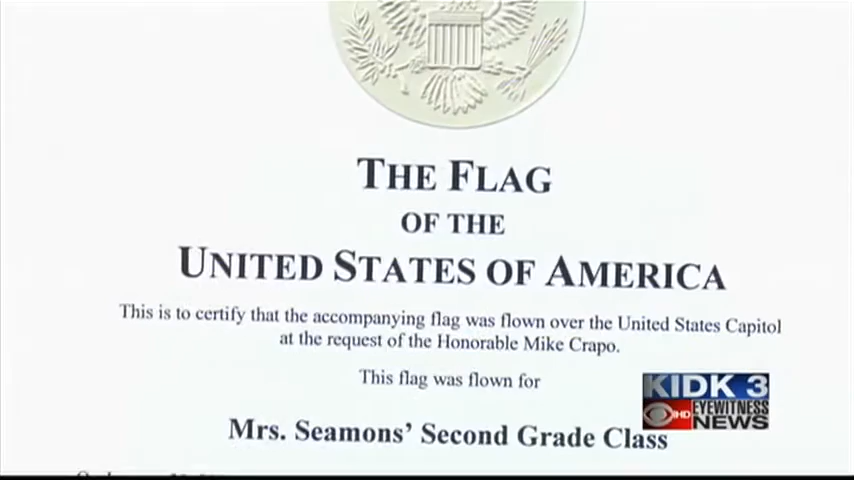 THE FLAG
OF THE
UNITED STATES OF AMERICA
This is to certify that the accompanying flag was flown over the United States Capitol
at the request of the Honorable Mike Crapo.
This flag was flown for
Mrs. Seamons' Second Grade Class
KIDK 3
HD EYEWITNESS
NEWS